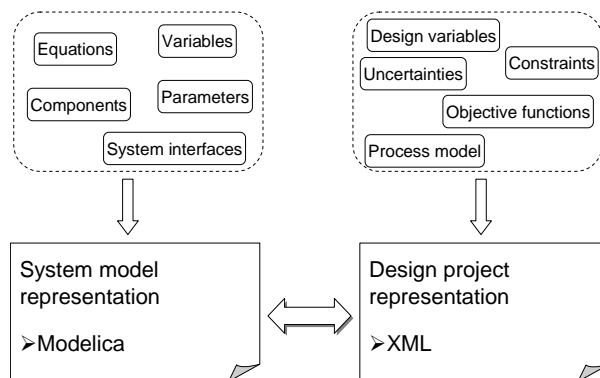 Equations
Variables
Components
Parameters
System interfaces
Design variables
Uncertainties
Constraints
Objective functions
Process model
System model
representation
➢Modelica
Design project
representation
➢XML